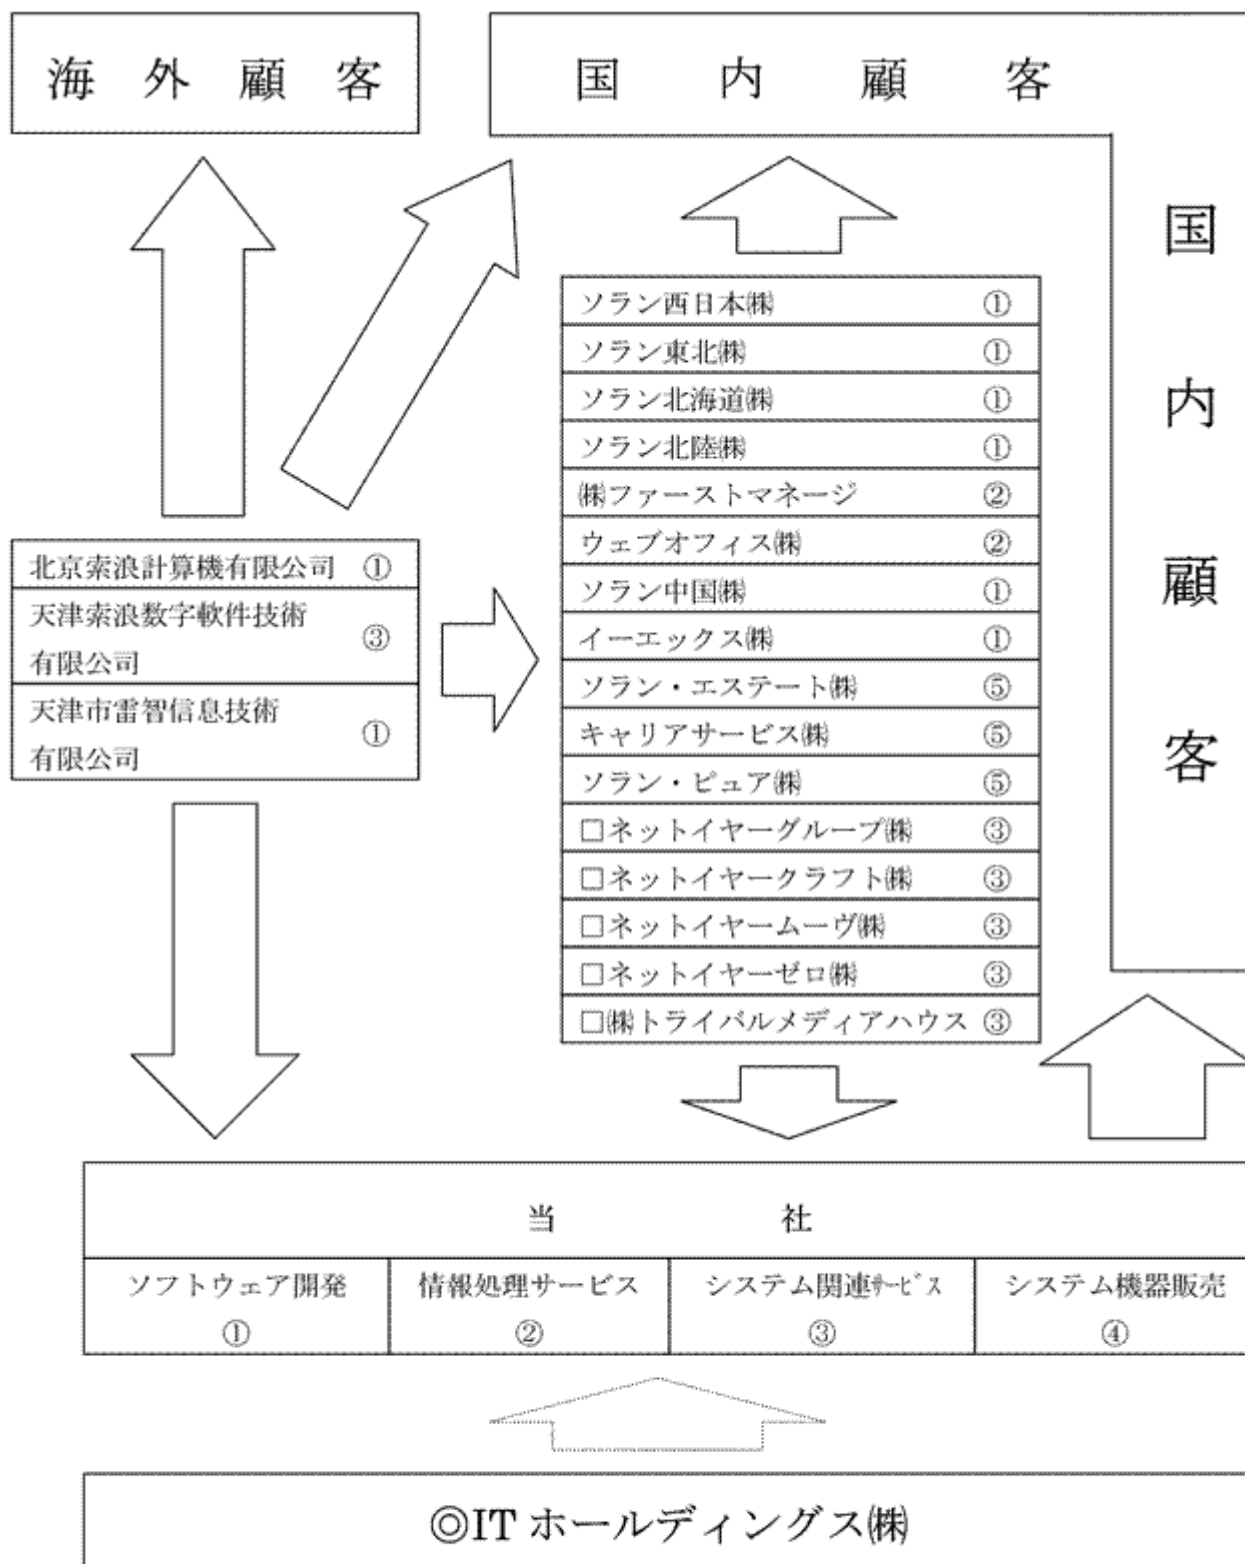 海外顧客
国内顧客
国内顧客
ソラン西日本㈱ ①
ソラン東北㈱ ①
ソラン北海道㈱ ①
ソラン北陸㈱ ①
㈱ファーストマネージ ②
ウェブオフィス㈱ ②
ソラン中国㈱ ①
イーエックス㈱ ①
ソラン・エステート㈱ ⑤
キャリアサービス㈱ ⑤
ソラン・ピュア㈱ ⑤
□ネットイヤーグループ㈱ ③
□ネットイヤークラフト㈱ ③
□ネットイヤームーヴ㈱ ③
□ネットイヤーゼロ㈱ ③
□㈱トライバルメディアハウス ③
北京索浪計算機有限公司 ①
天津索浪数字軟件技術
有限公司 ③
天津市雷智信息技術
有限公司 ①
当社
ソフトウェア開発
①
情報処理サービス
②
システム関連ｻｰﾋﾞｽ
③
システム機器販売
④
◎IT ホールディングス㈱